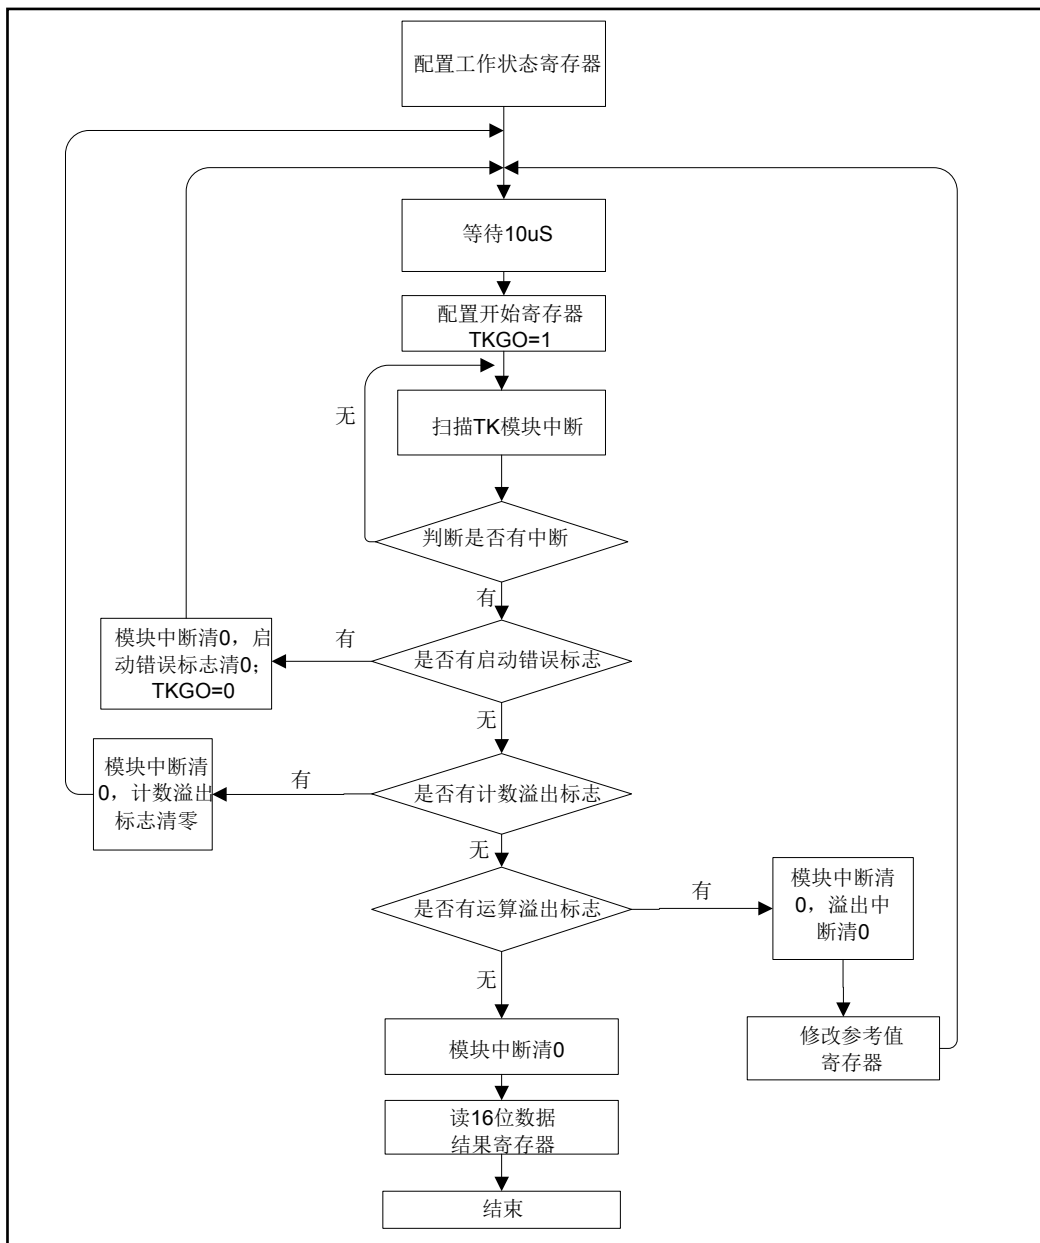 配置工作状态寄存器
等待10uS
配置开始寄存器
TKGO=1
无
扫描TK模块中断
判断是否有中断
有
模块中断清0，启
动错误标志清0；
TKGO=0
有
是否有启动错误标志
无
模块中断清
0，计数溢出
标志清零
有
是否有计数溢出标志
无
是否有运算溢出标志
有
模块中断清
0，溢出中
断清0
无
模块中断清0
修改参考值
寄存器
读16位数据
结果寄存器
结束